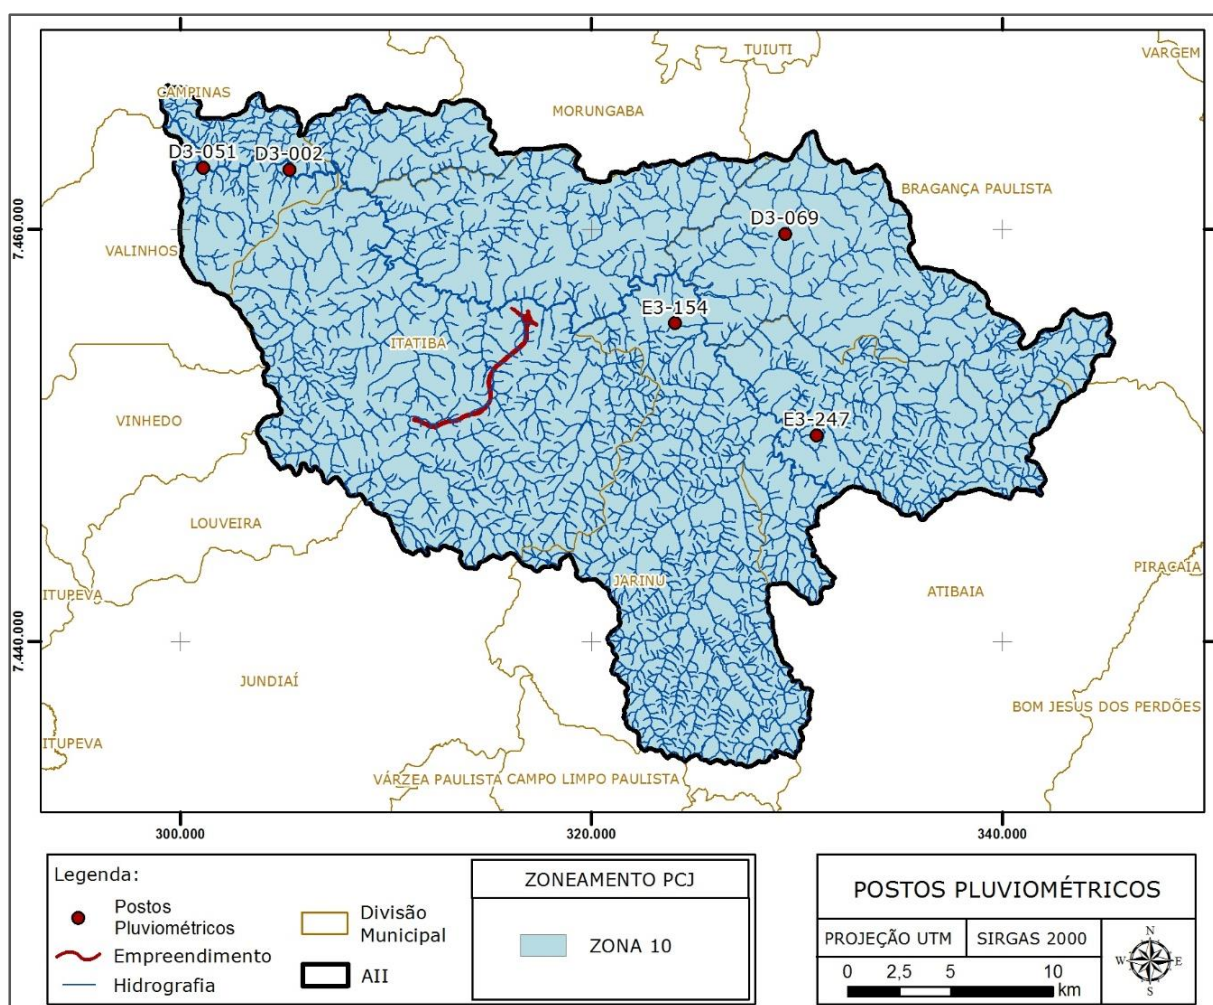 TUIUTI
VARGEM
CAMPINAS
MORUNGABA
D3-051
D3-002
BRAGANÇA PAULISTA
D3-069
7.460.000
VALINHOS
E3-154
ITATIBA
VINHEDO
E3-247
LOUVEIRA
PIRACAIA
JARINU
ATIBAIA
ITUPEVA
7.440.000
JUNDIAÍ
BOM JESUS DOS PERDÕES
ITUPEVA
VÁRZEA PAULISTA
CAMPO LIMPO PAULISTA
300.000
320.000
340.000
Legenda:
Postos
Pluviométricos
Empreendimento
Hidrografia
Divisão
Municipal
AII
ZONEAMENTO PCJ
ZONA 10
POSTOS PLUVIOMÉTRICOS
PROJEÇÃO UTM
SIRGAS 2000
0 2,5 5 10
km
N
W E
S